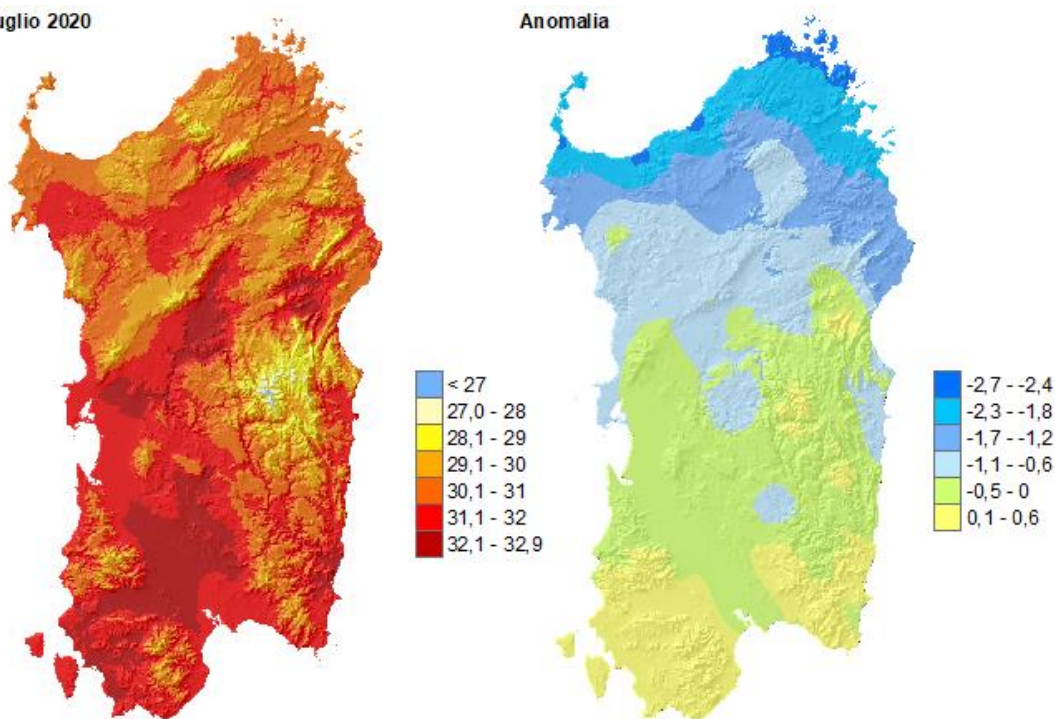 uglio 2020
Anomalia
< 27
27,0 - 28
28,1 - 29
29,1 - 30
30,1 - 31
31,1 - 32
32,1 - 32,9
-2,7 - -2,4
-2,3 - -1,8
-1,7 - -1,2
-1,1 - -0,6
-0,5 - 0
0,1 - 0,6